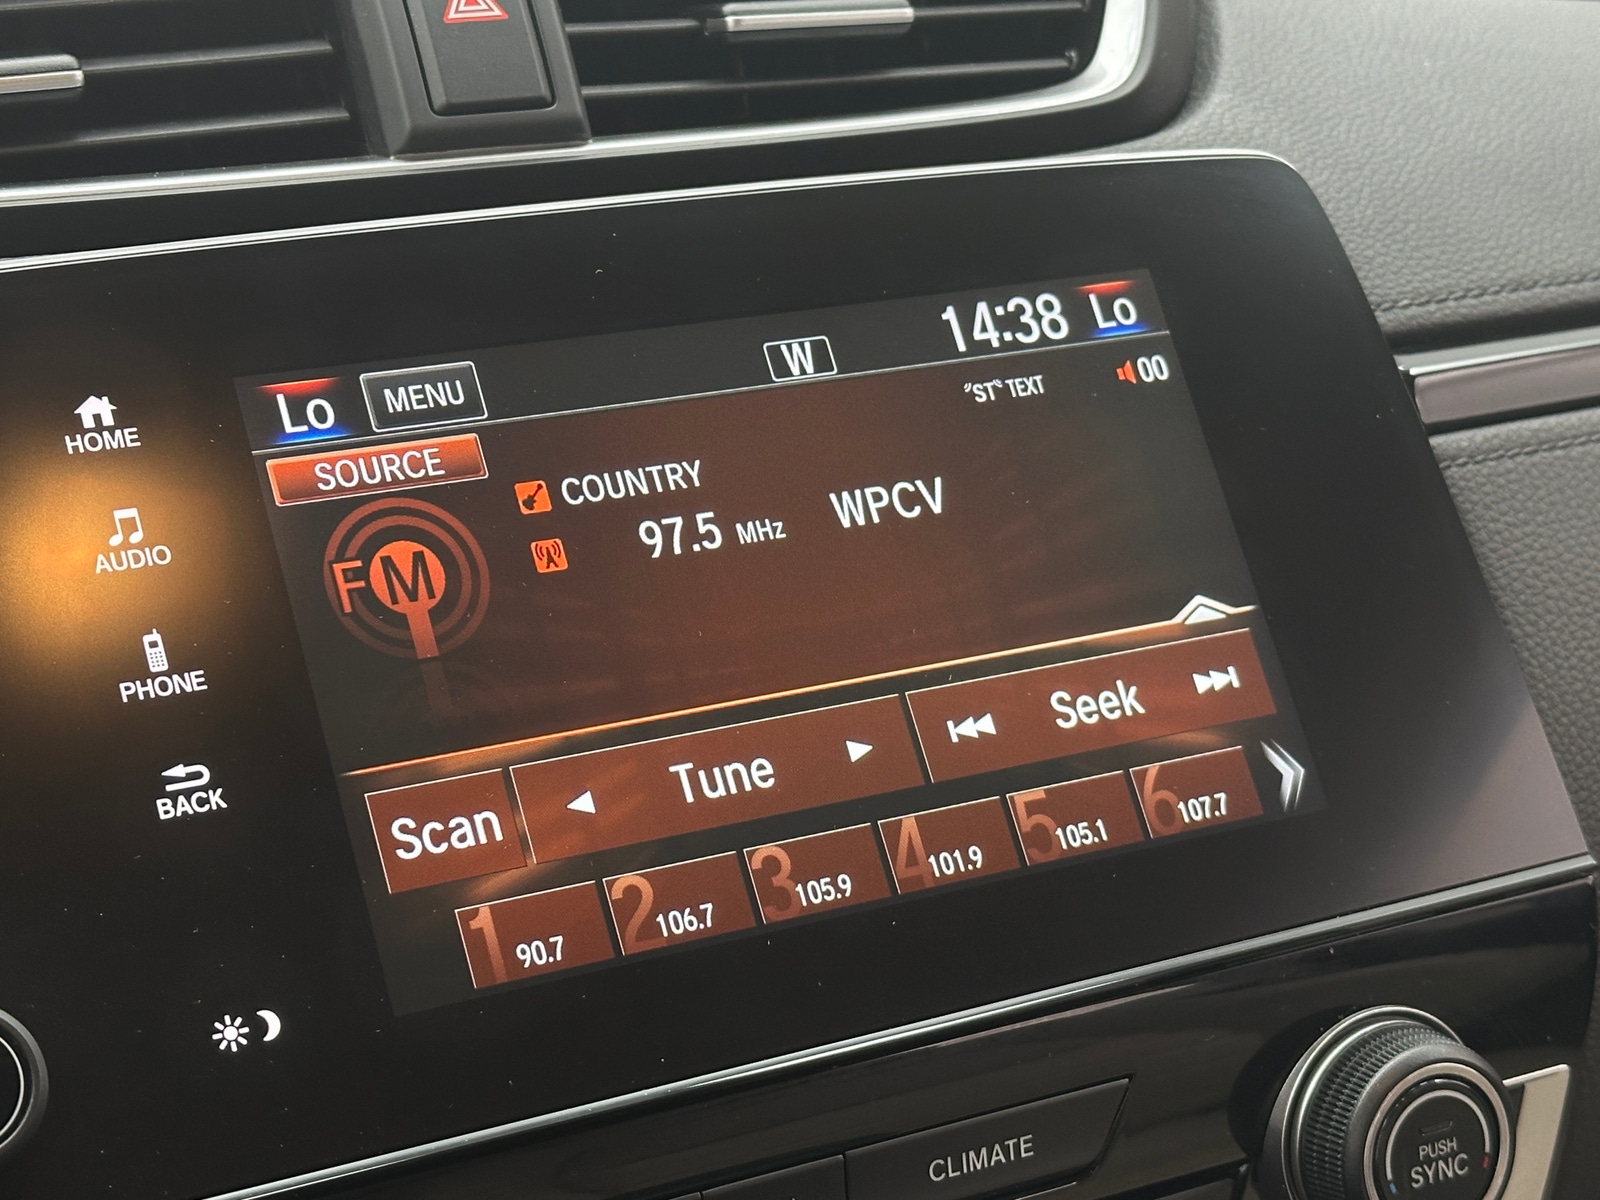 14:38 Lo
W
Lo MENU
"ST" TEXT 00
SOURCE
COUNTRY
97.5 MHz WPCV
FM
HOME
AUDIO
PHONE
BACK
Scan Tune Seek
1 90.7 2 106.7 3 105.9 4 101.9 5 105.1 6 107.7
CLIMATE
PUSH
SYNC